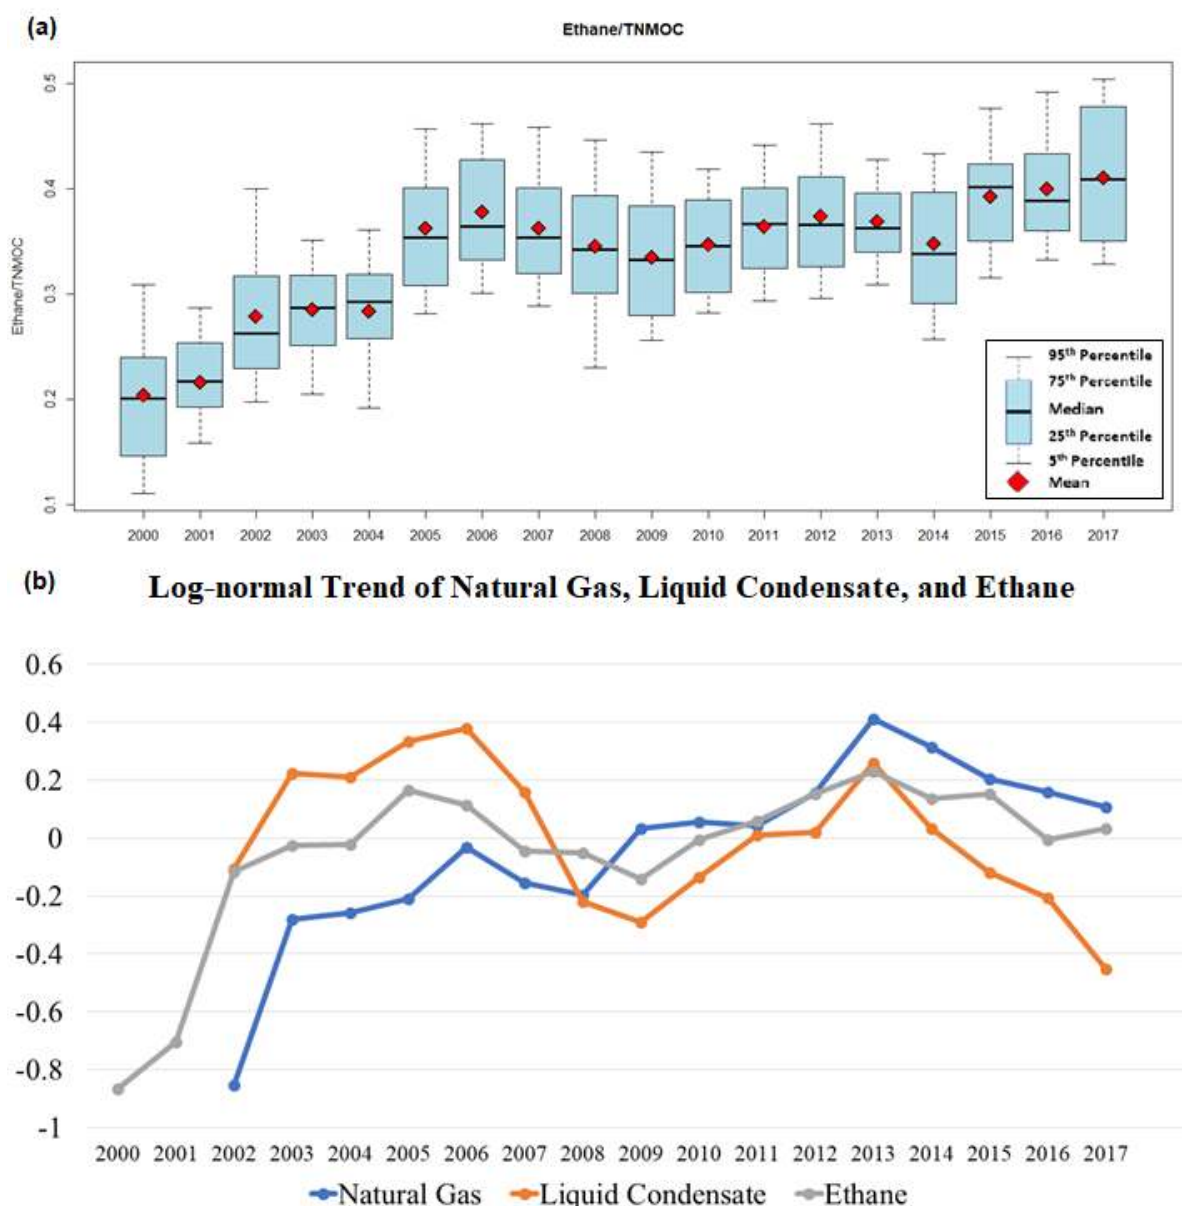 (a)
Ethane/TNMOC
Ethane/TNMOC
0.5
0.4
0.3
0.2
0.1
95th Percentile
75th Percentile
Median
25th Percentile
5th Percentile
Mean
2000 2001 2002 2003 2004 2005 2006 2007 2008 2009 2010 2011 2012 2013 2014 2015 2016 2017
(b)
Log-normal Trend of Natural Gas, Liquid Condensate, and Ethane
0.6
0.4
0.2
0
-0.2
-0.4
-0.6
-0.8
-1
2000 2001 2002 2003 2004 2005 2006 2007 2008 2009 2010 2011 2012 2013 2014 2015 2016 2017
Natural Gas Liquid Condensate Ethane